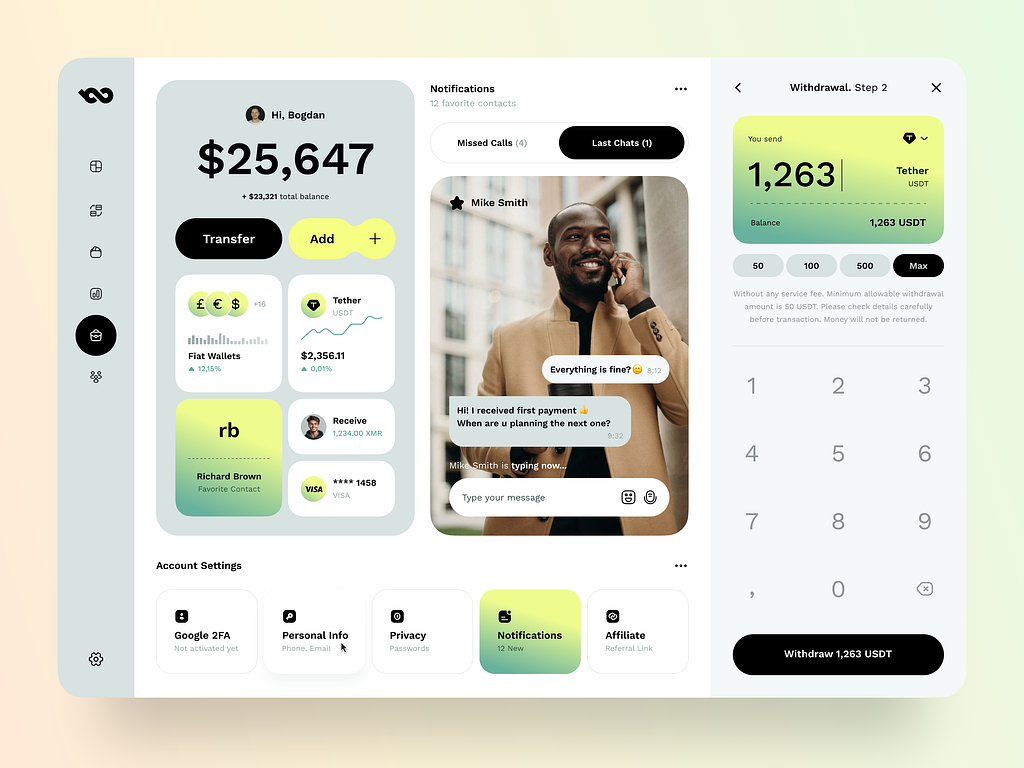 Hi, Bogdan
$25,647
+ $23,321 total balance
Transfer
Add +
£ € $ +16
Fiat Wallets
12,15%
Tether
USDT
$2,356.11
0,01%
rb
Richard Brown
Favorite Contact
Receive
1,234.00 XMR
VISA
**** 1458
VISA
Notifications
12 favorite contacts
Missed Calls (4)
Last Chats (1)
Mike Smith
Everything is fine?🙂 8:12
Hi! I received first payment 👍
When are u planning the next one?
9:32
Mike Smith is typing now...
Type your message
Account Settings
Google 2FA
Not activated yet
Personal Info
Phone, Email
Privacy
Passwords
Notifications
12 New
Affiliate
Referral Link
Withdrawal. Step 2
You send
1,263
Tether
USDT
Balance
1,263 USDT
50 100 500 Max
Without any service fee. Minimum allowable withdrawal
amount is 50 USDT. Please check details carefully
before transaction. Money will not be returned.
1 2 3
4 5 6
7 8 9
, 0
Withdraw 1,263 USDT